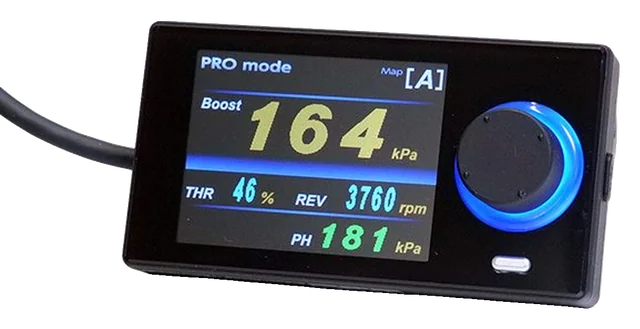 PRO mode Map [A]
Boost 164 kPa
THR 46 % REV 3760 rpm
PH 181 kPa